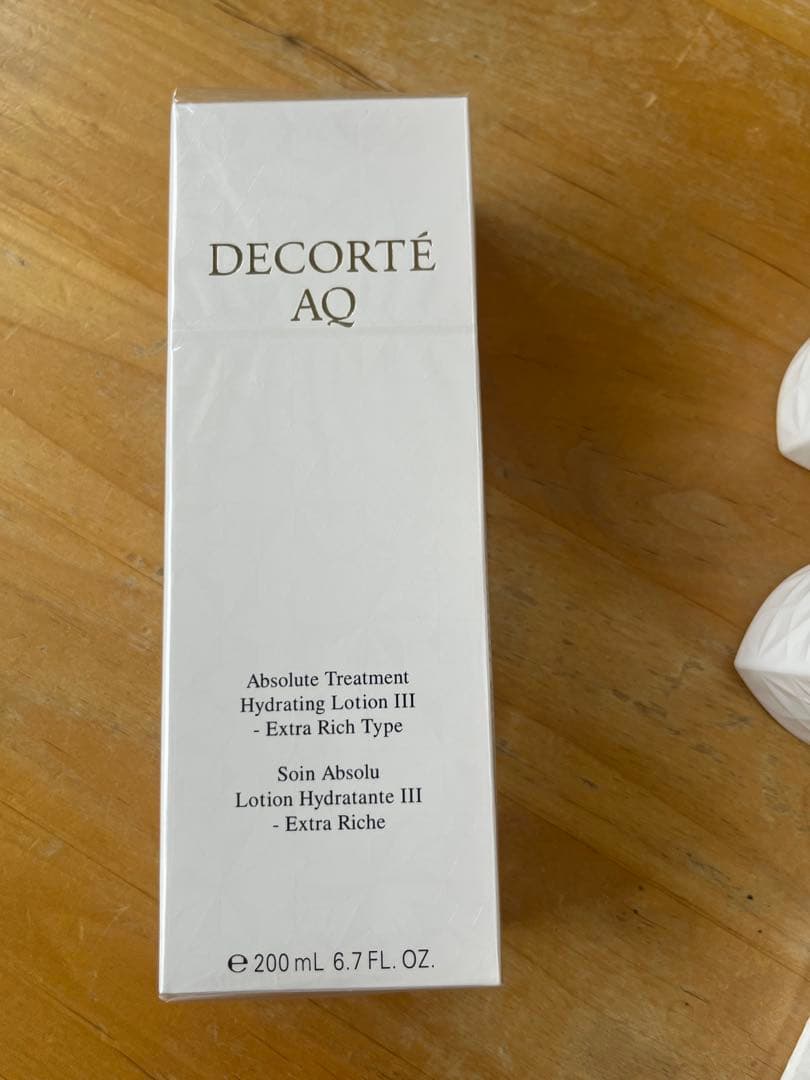 DECORTÉ
AQ
Absolute Treatment
Hydrating Lotion III
- Extra Rich Type
Soin Absolu
Lotion Hydratante III
- Extra Riche
℮ 200 mL 6.7 FL. OZ.